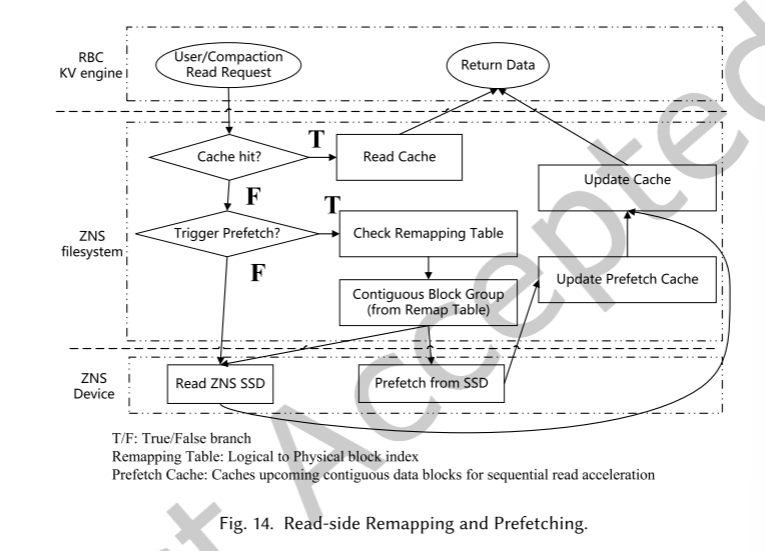 RBC
KV engine
User/Compaction
Read Request
Return Data
Cache hit?
T
Read Cache
F
Update Cache
ZNS
filesystem
Trigger Prefetch?
T
Check Remapping Table
F
Contiguous Block Group
(from Remap Table)
Update Prefetch Cache
ZNS
Device
Read ZNS SSD
Prefetch from SSD
T/F: True/False branch
Remapping Table: Logical to Physical block index
Prefetch Cache: Caches upcoming contiguous data blocks for sequential read acceleration
Fig. 14. Read-side Remapping and Prefetching.
Accepted